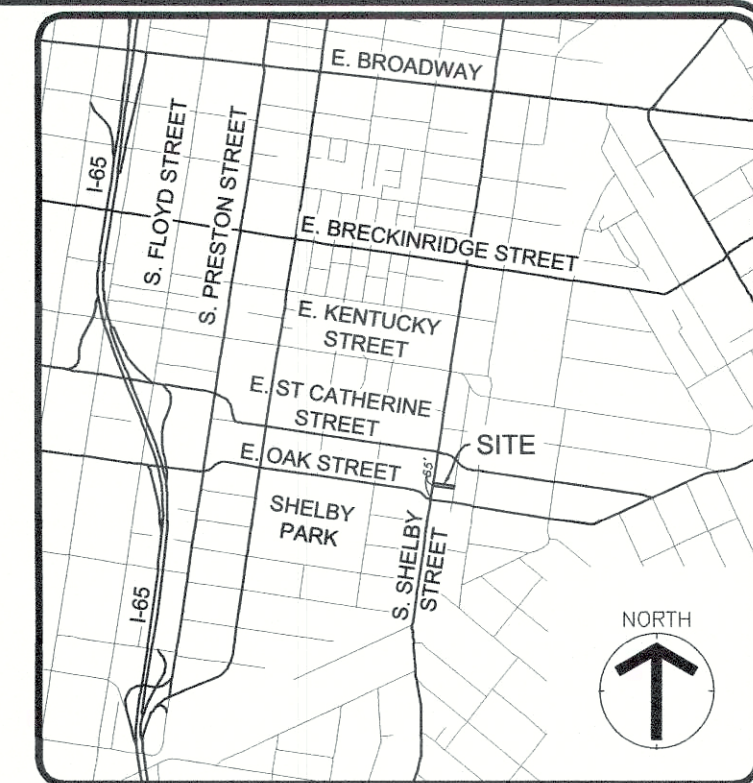 E. BROADWAY
I-65
S. FLOYD STREET
S. PRESTON STREET
E. BRECKINRIDGE STREET
E. KENTUCKY
STREET
E. ST CATHERINE
STREET
E. OAK STREET
65'
SITE
SHELBY
PARK
S. SHELBY
STREET
I-65
NORTH